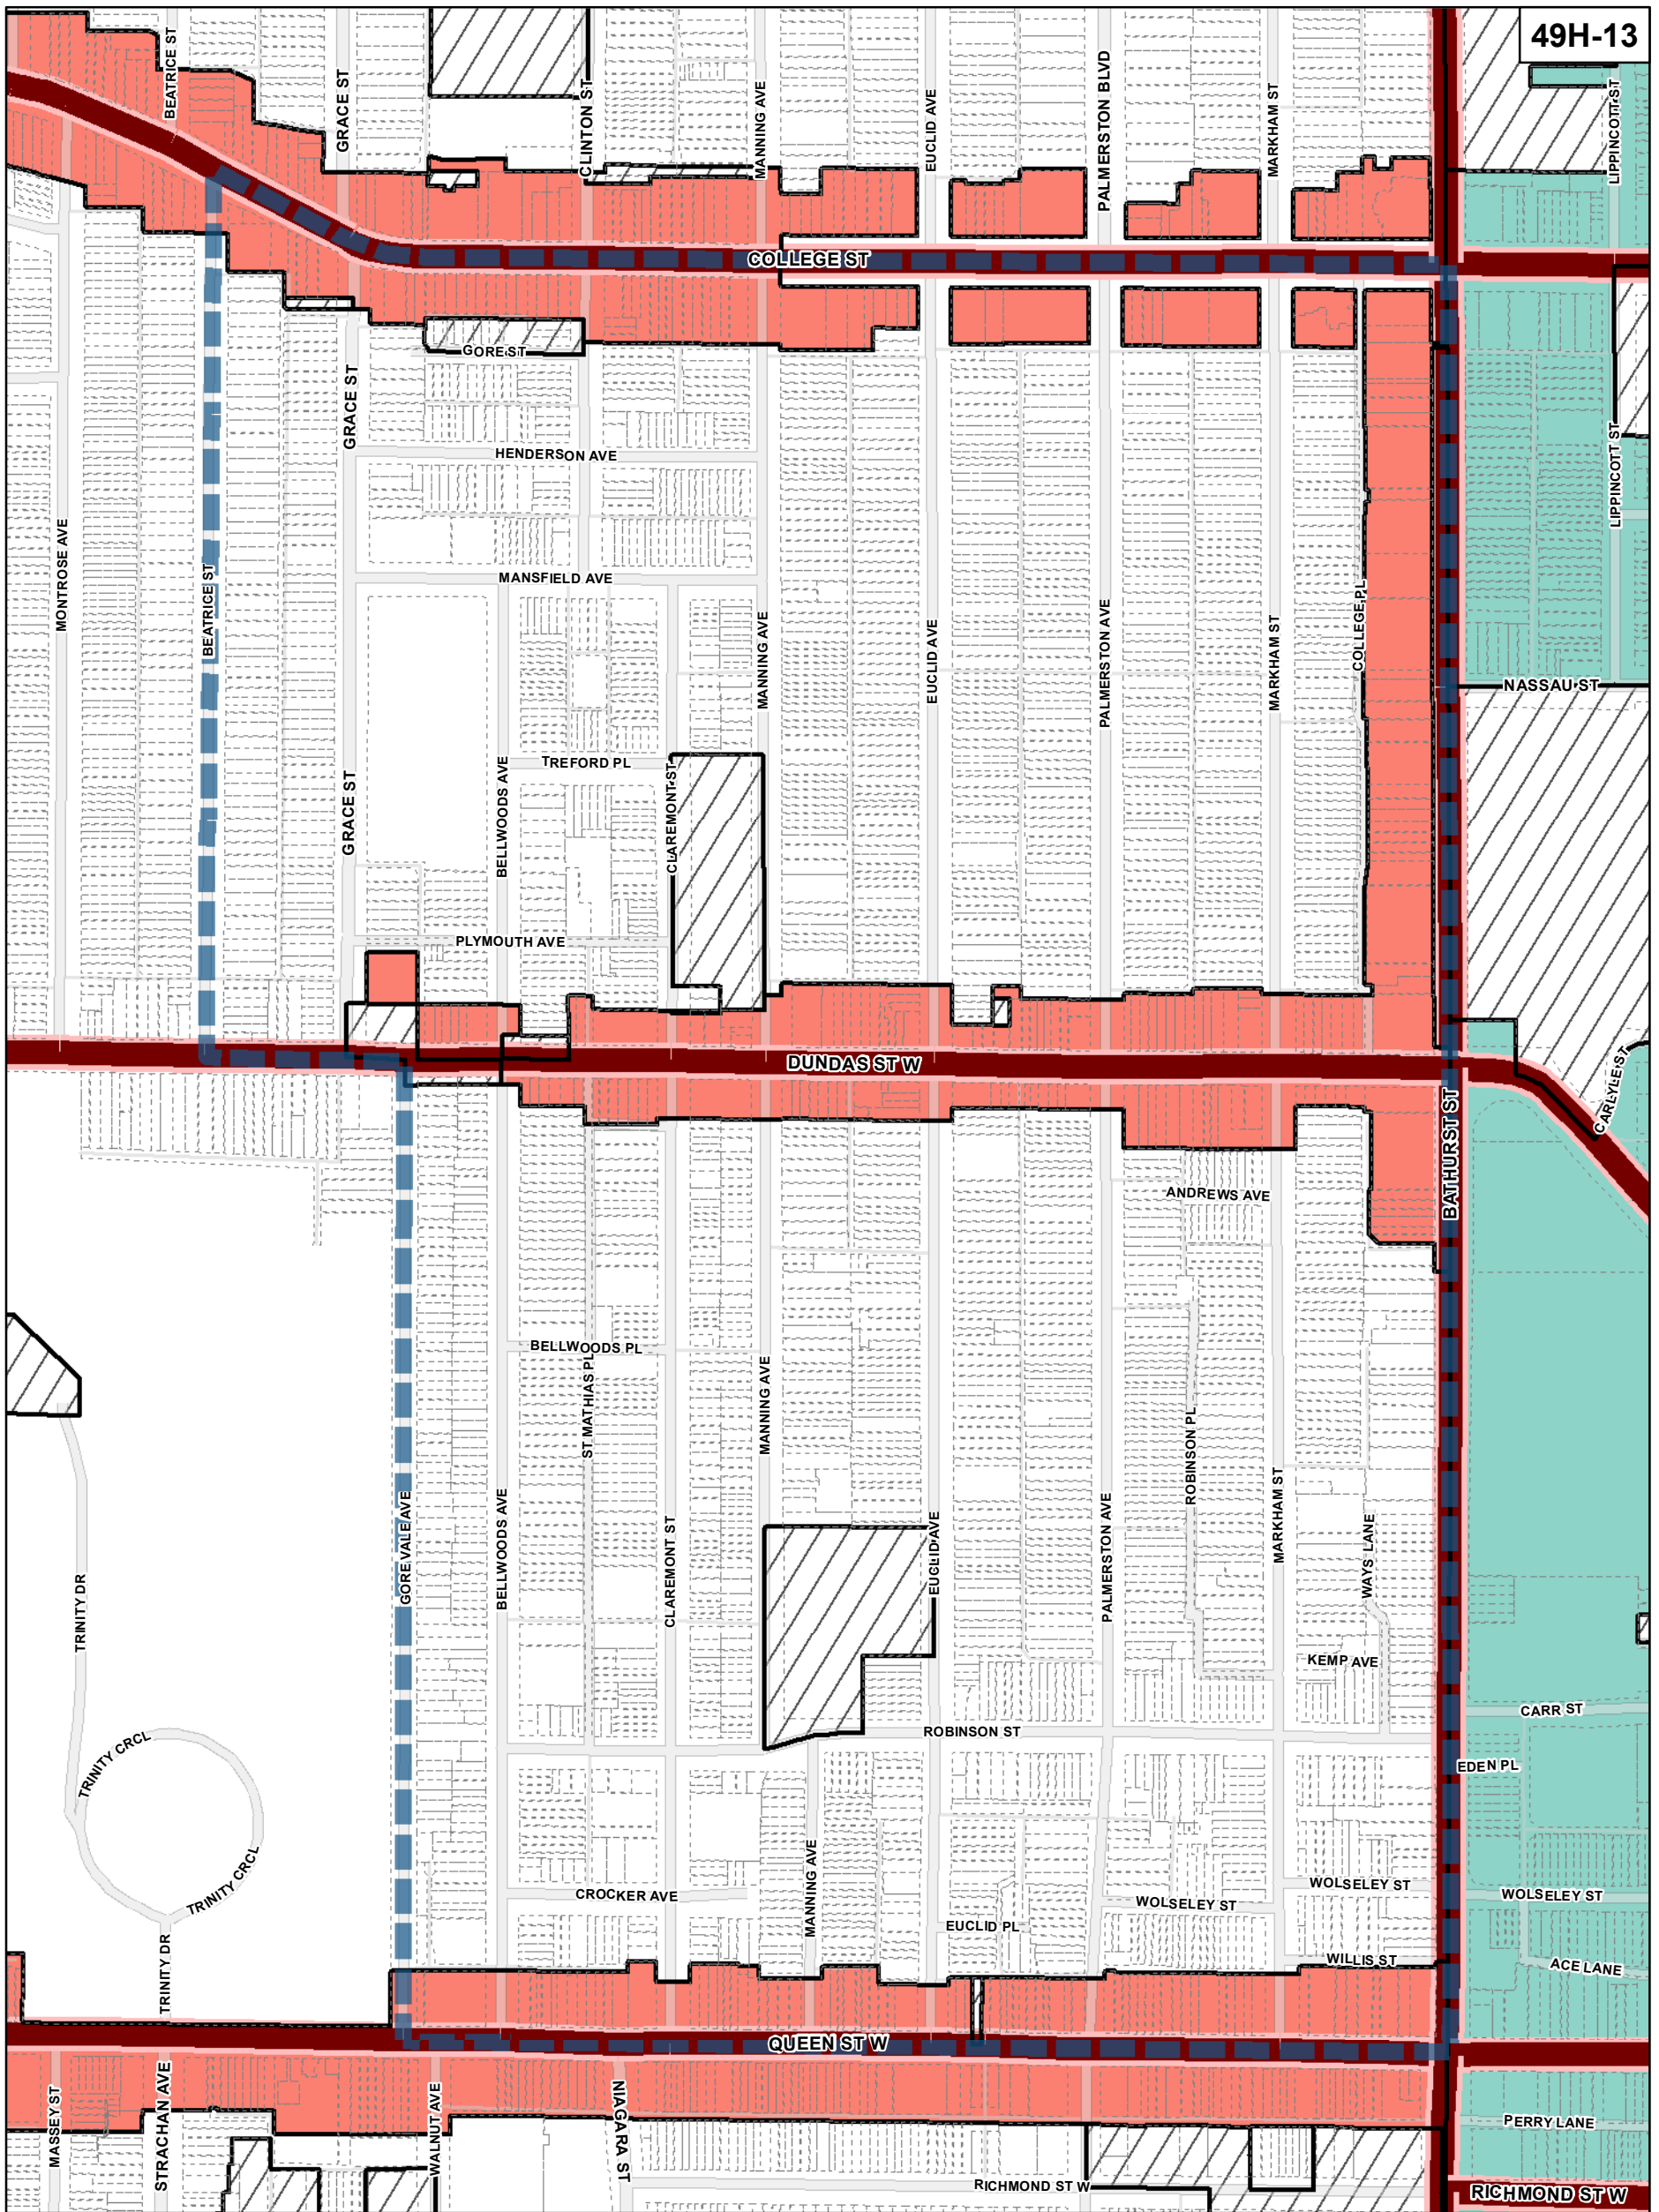 49H-13
BEATRICE ST
GRACE ST
CLINTON ST
MANNING AVE
EUCLID AVE
PALMERSTON BLVD
MARKHAM ST
LIPPINCOTT ST
COLLEGE ST
GORE ST
GRACE ST
HENDERSON AVE
LIPPINCOTT ST
MONTROSE AVE
BEATRICE ST
MANSFIELD AVE
MANNING AVE
EUCLID AVE
PALMERSTON AVE
MARKHAM ST
COLLEGE PL
NASSAU ST
GRACE ST
BELLWOODS AVE
TREFORD PL
CLAREMONT ST
PLYMOUTH AVE
DUNDAS ST W
CARLYLE ST
BATHURST ST
ANDREWS AVE
BELLWOODS PL
ST MATHIAS PL
MANNING AVE
ROBINSON PL
GORE VALE AVE
BELLWOODS AVE
CLAREMONT ST
EUCLID AVE
PALMERSTON AVE
MARKHAM ST
WAYS LANE
TRINITY DR
KEMP AVE
ROBINSON ST
CARR ST
TRINITY CRCL
EDEN PL
TRINITY CRCL
CROCKER AVE
MANNING AVE
EUCLID PL
WOLSELEY ST
WOLSELEY ST
WOLSELEY ST
TRINITY DR
WILLIS ST
ACE LANE
QUEEN ST W
MASSEY ST
STRACHAN AVE
WALNUT AVE
NIAGARA ST
PERRY LANE
RICHMOND ST W
RICHMOND ST W